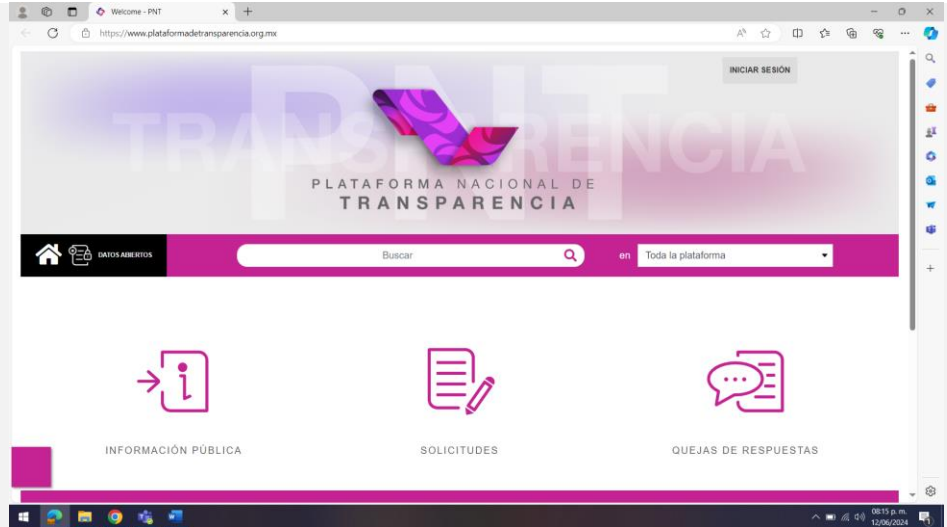 Welcome - PNT
https://www.plataformadetransparencia.org.mx
PNT
TRANSPARENCIA
INICIAR SESIÓN
PLATAFORMA NACIONAL DE
TRANSPARENCIA
DATOS ABIERTOS
Buscar
en
Toda la plataforma
INFORMACIÓN PÚBLICA
SOLICITUDES
QUEJAS DE RESPUESTAS
08:15 p. m.
12/06/2024